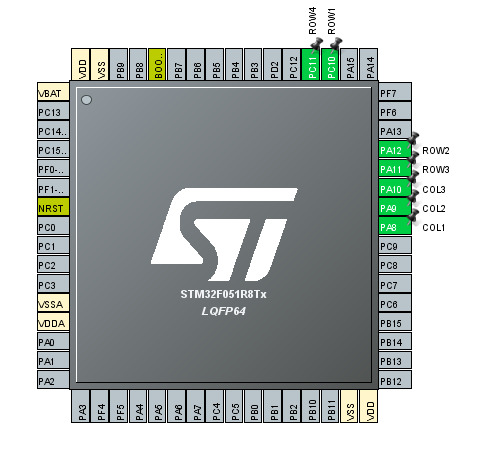 ROW4
ROW1
VDD
VSS
PB9
PB8
BOO..
PB7
PB6
PB5
PB4
PB3
PD2
PC12
PC11
PC10
PA15
PA14
VBAT
PC13
PC14..
PC15..
PF0-..
PF1-..
NRST
PC0
PC1
PC2
PC3
VSSA
VDDA
PA0
PA1
PA2
PF7
PF6
PA13
PA12 ROW2
PA11 ROW3
PA10 COL3
PA9 COL2
PA8 COL1
PC9
PC8
PC7
PC6
PB15
PB14
PB13
PB12
ST
STM32F051R8Tx
LQFP64
PA3
PF4
PF5
PA4
PA5
PA6
PA7
PC4
PC5
PB0
PB1
PB2
PB10
PB11
VSS
VDD